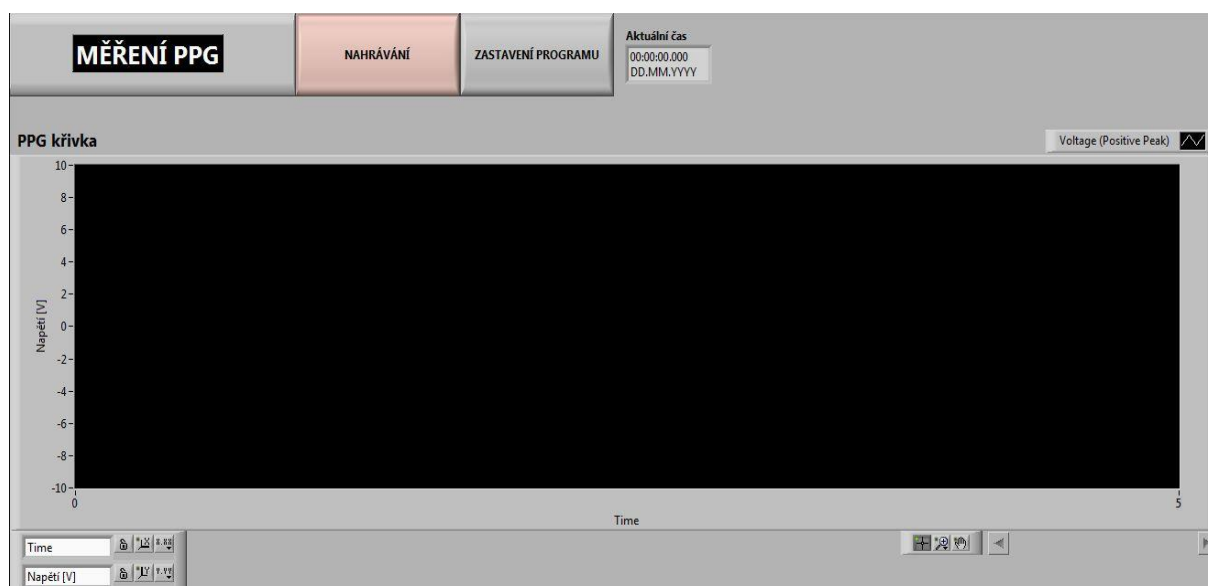 MĚŘENÍ PPG
NAHRÁVÁNÍ
ZASTAVENÍ PROGRAMU
Aktuální čas
00:00:00.000
DD.MM.YYYY
PPG křivka
Voltage (Positive Peak)
10
8
6
4
2
0
-2
-4
-6
-8
-10
Napětí [V]
0
5
Time
Time
Napětí [V]